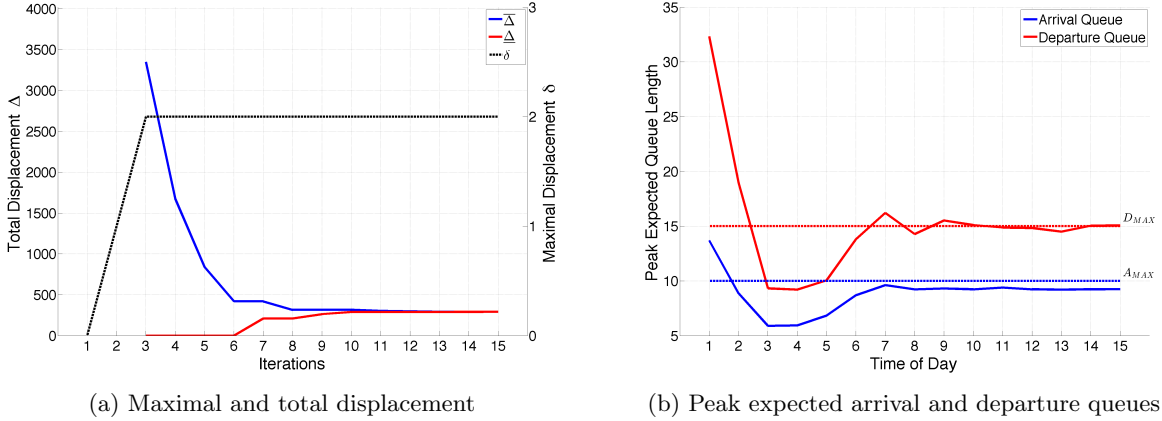 4000
3500
3000
2500
2000
1500
1000
500
0
Total Displacement Δ
1 2 3 4 5 6 7 8 9 10 11 12 13 14 15
Iterations
3
2
1
0
Maximal Displacement δ
Δ̅
Δ̲
δ
(a) Maximal and total displacement
35
30
25
20
15
10
5
Peak Expected Queue Length
1 2 3 4 5 6 7 8 9 10 11 12 13 14 15
Time of Day
Arrival Queue
Departure Queue
D_MAX
A_MAX
(b) Peak expected arrival and departure queues